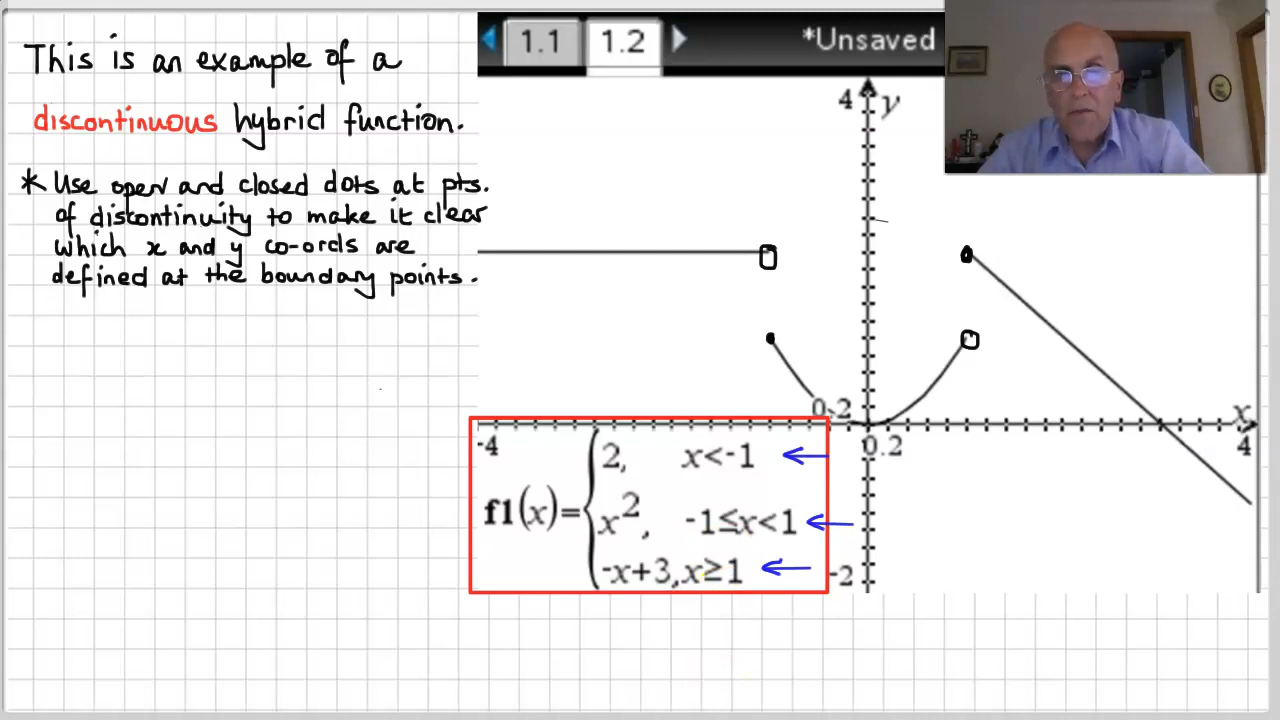 This is an example of a
discontinuous hybrid function.
* Use open and closed dots at pts.
of discontinuity to make it clear
which x and y co-ords are
defined at the boundary points.
1.1 1.2 *Unsaved
4 y
0.2 x
-4 0.2 4
f1(x)={2, x<-1
x², -1≤x<1
-x+3,x≥1
-2